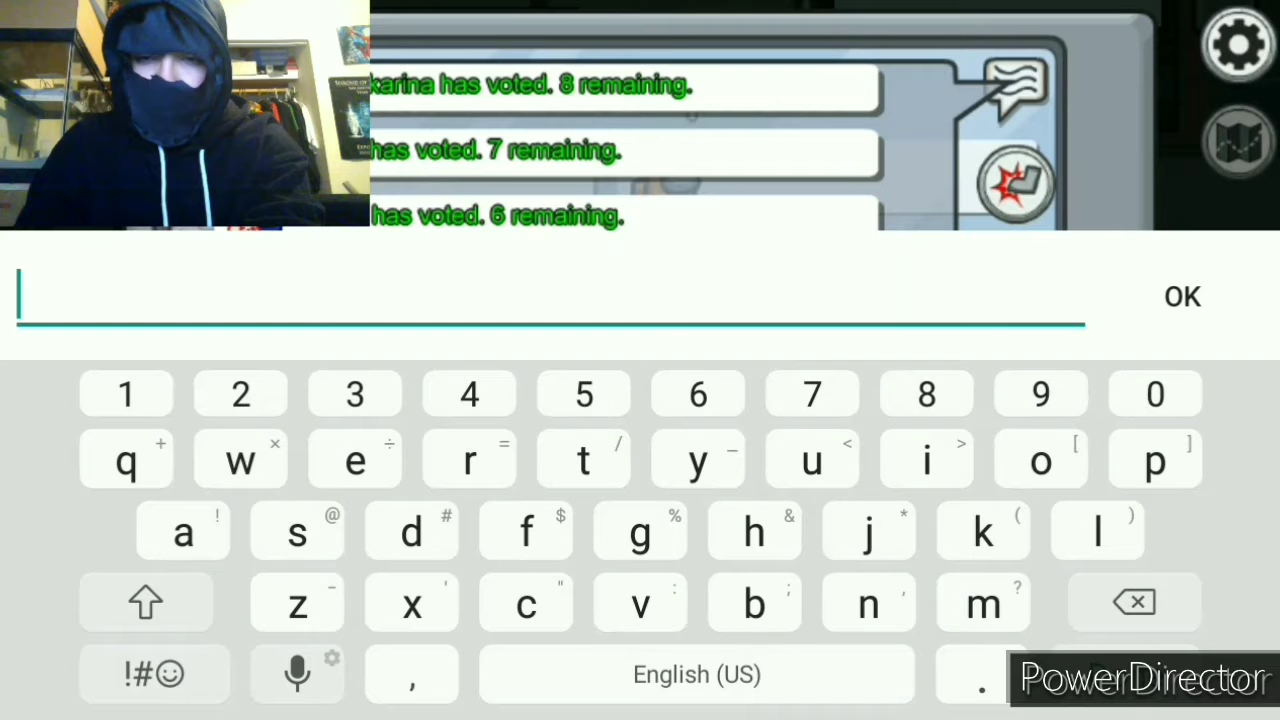 karina has voted. 8 remaining.
has voted. 7 remaining.
has voted. 6 remaining.
OK
1 2 3 4 5 6 7 8 9 0
q + w × e ÷ r = t / y _ u < i > o [ p ]
a ! s @ d # f $ g % h & j * k ( l )
z - x ' c " v : b ; n , m ?
!#☺ , English (US) .
PowerDirector